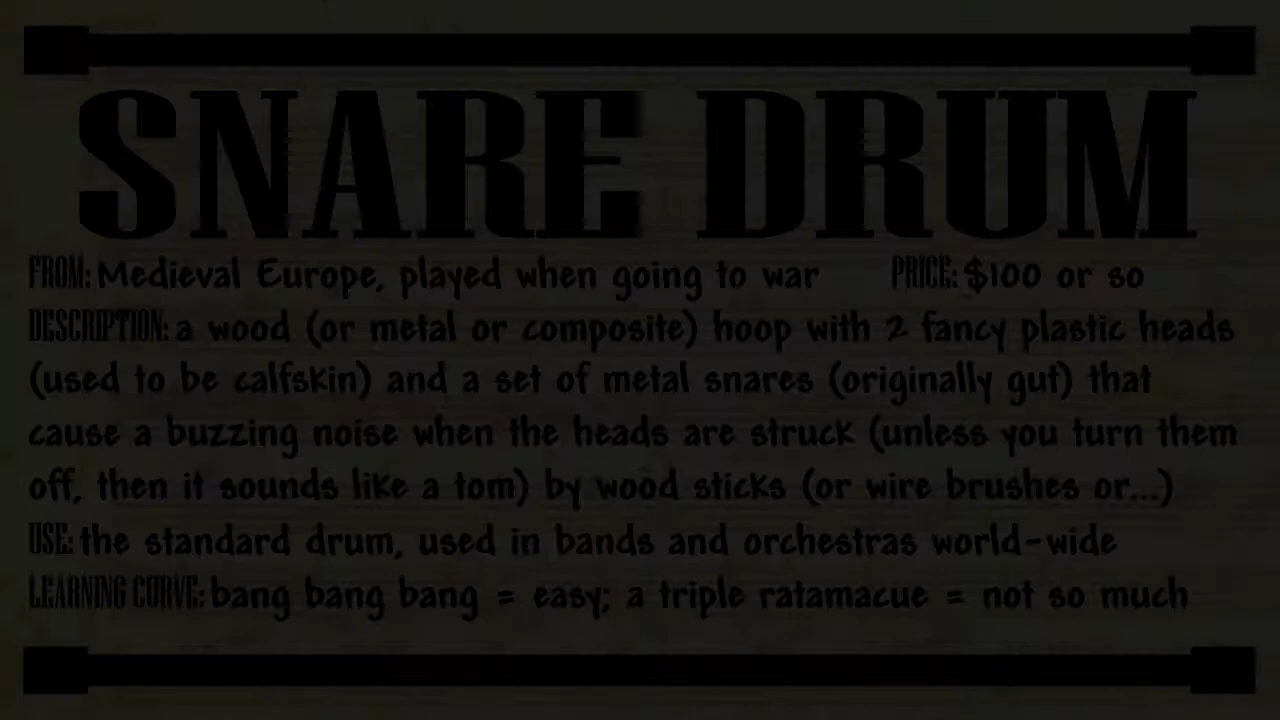 SNARE DRUM
FROM: Medieval Europe, played when going to war PRICE: $100 or so
DESCRIPTION: a wood (or metal or composite) hoop with 2 fancy plastic heads
(used to be calfskin) and a set of metal snares (originally gut) that
cause a buzzing noise when the heads are struck (unless you turn them
off, then it sounds like a tom) by wood sticks (or wire brushes or...)
USE: the standard drum, used in bands and orchestras world-wide
LEARNING CURVE: bang bang bang = easy; a triple ratamacue = not so much